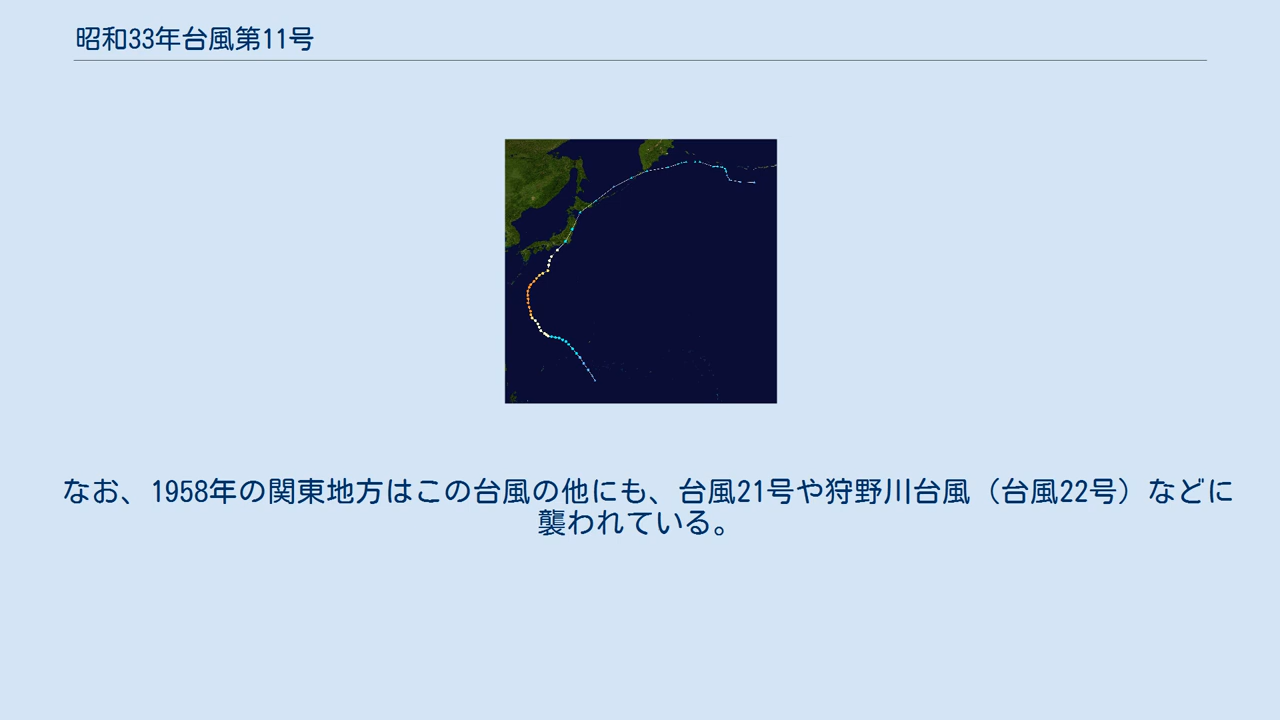 昭和33年台風第11号
なお、1958年の関東地方はこの台風の他にも、台風21号や狩野川台風（台風22号）などに
襲われている。